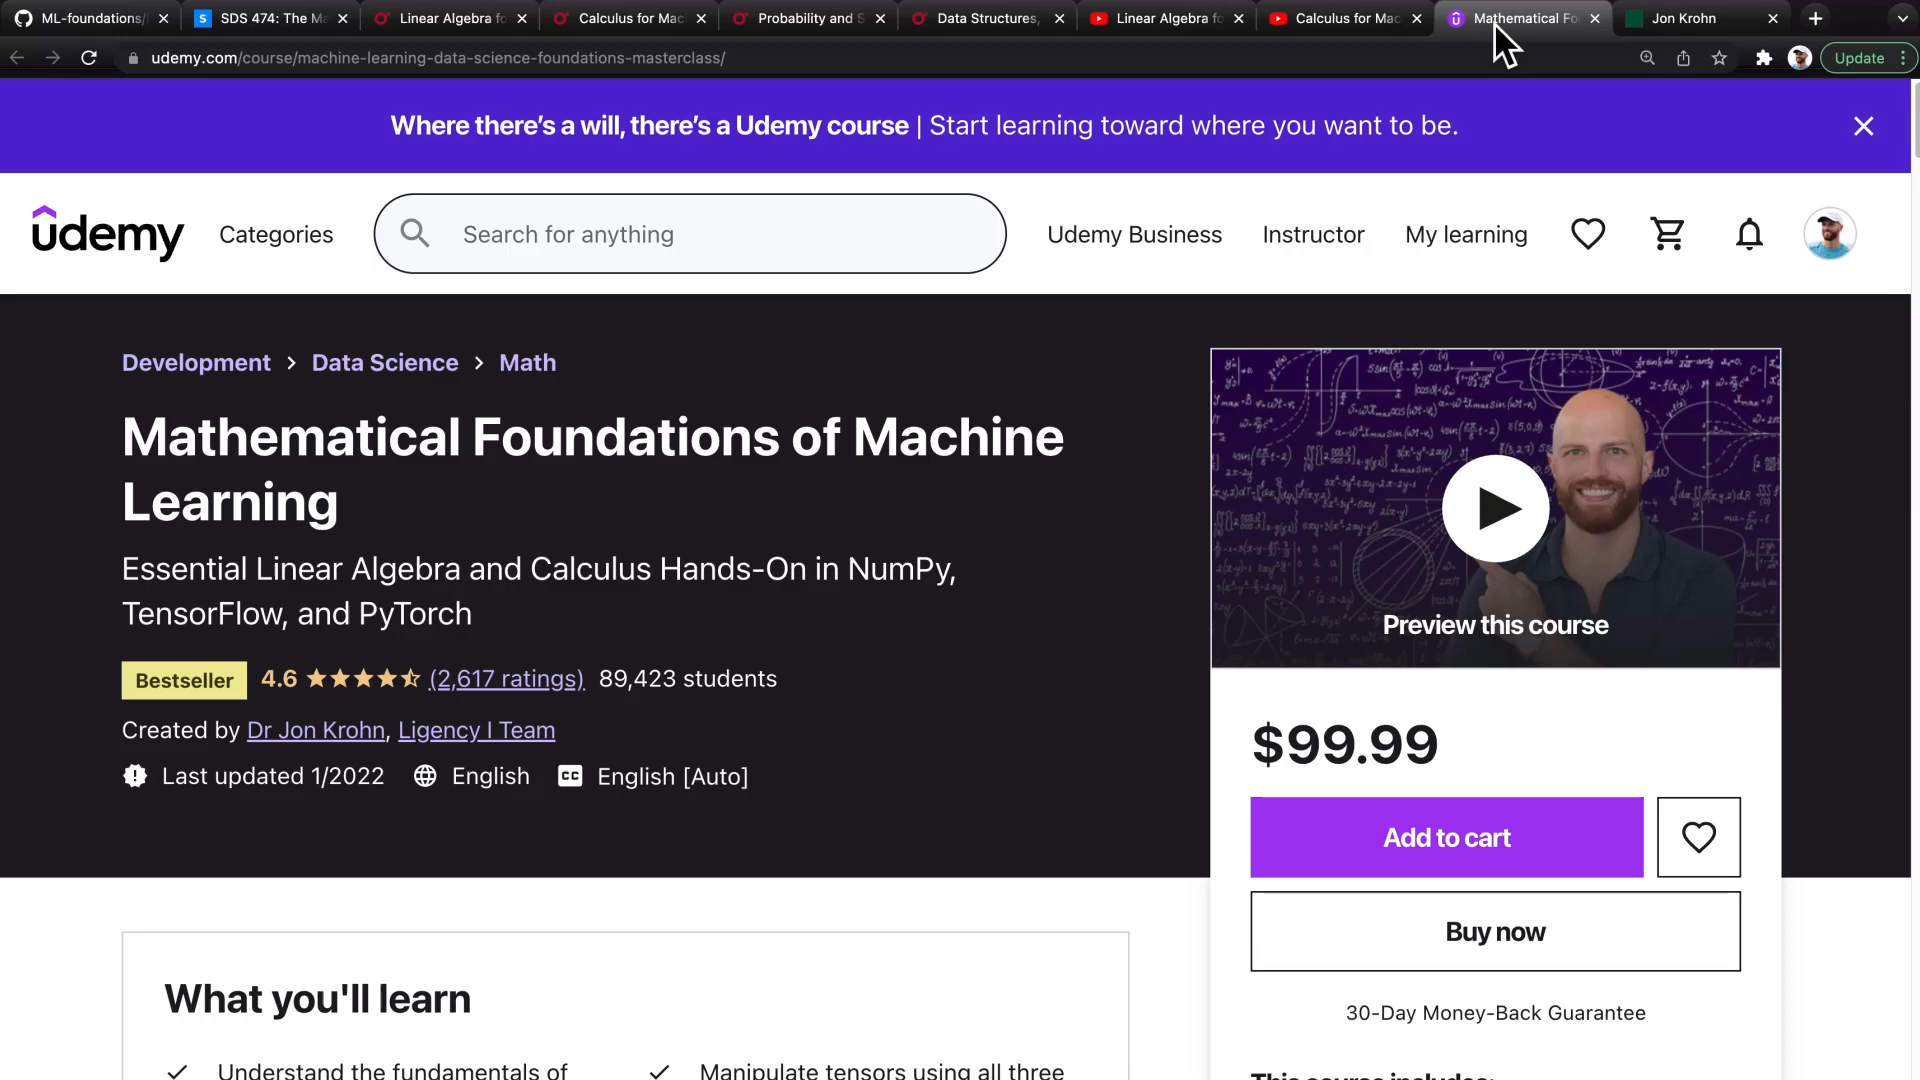 ML-foundations/
SDS 474: The Ma
Linear Algebra fo
Calculus for Mac
Probability and S
Data Structures,
Linear Algebra fo
Calculus for Mac
Mathematical Fo
Jon Krohn
udemy.com/course/machine-learning-data-science-foundations-masterclass/
Update
Where there's a will, there's a Udemy course | Start learning toward where you want to be.
udemy
Categories
Search for anything
Udemy Business
Instructor
My learning
Development > Data Science > Math
Mathematical Foundations of Machine
Learning
Essential Linear Algebra and Calculus Hands-On in NumPy,
TensorFlow, and PyTorch
Bestseller 4.6 (2,617 ratings) 89,423 students
Created by Dr Jon Krohn, Ligency I Team
Last updated 1/2022 English CC English [Auto]
Preview this course
$99.99
Add to cart
Buy now
30-Day Money-Back Guarantee
This course includes:
What you'll learn
Understand the fundamentals of
Manipulate tensors using all three